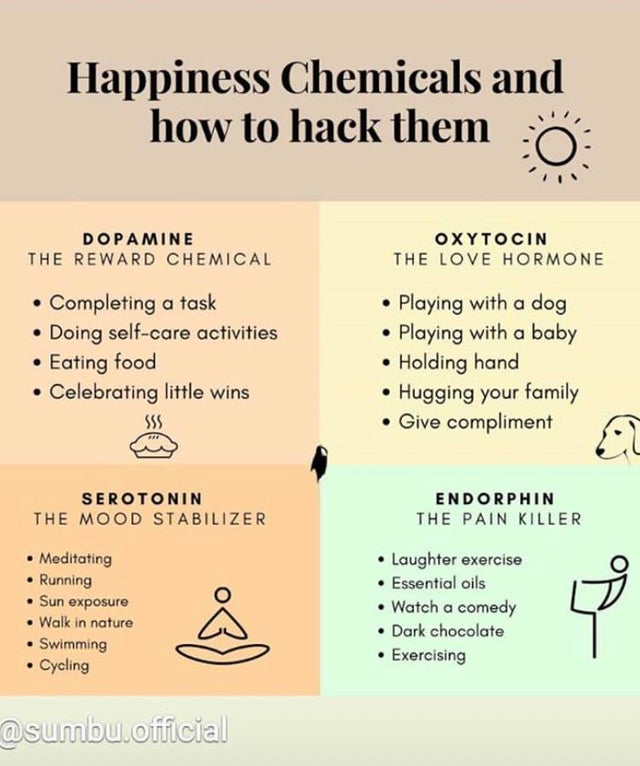 Happiness Chemicals and
how to hack them
DOPAMINE
THE REWARD CHEMICAL
• Completing a task
• Doing self-care activities
• Eating food
• Celebrating little wins
OXYTOCIN
THE LOVE HORMONE
• Playing with a dog
• Playing with a baby
• Holding hand
• Hugging your family
• Give compliment
SEROTONIN
THE MOOD STABILIZER
• Meditating
• Running
• Sun exposure
• Walk in nature
• Swimming
• Cycling
ENDORPHIN
THE PAIN KILLER
• Laughter exercise
• Essential oils
• Watch a comedy
• Dark chocolate
• Exercising
@sumbu.official